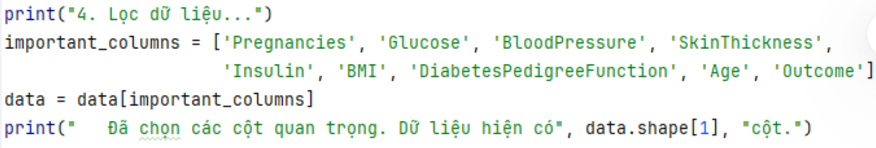 print("4. Lọc dữ liệu...")
important_columns = ['Pregnancies', 'Glucose', 'BloodPressure', 'SkinThickness',
'Insulin', 'BMI', 'DiabetesPedigreeFunction', 'Age', 'Outcome']
data = data[important_columns]
print("   Đã chọn các cột quan trọng. Dữ liệu hiện có", data.shape[1], "cột.")